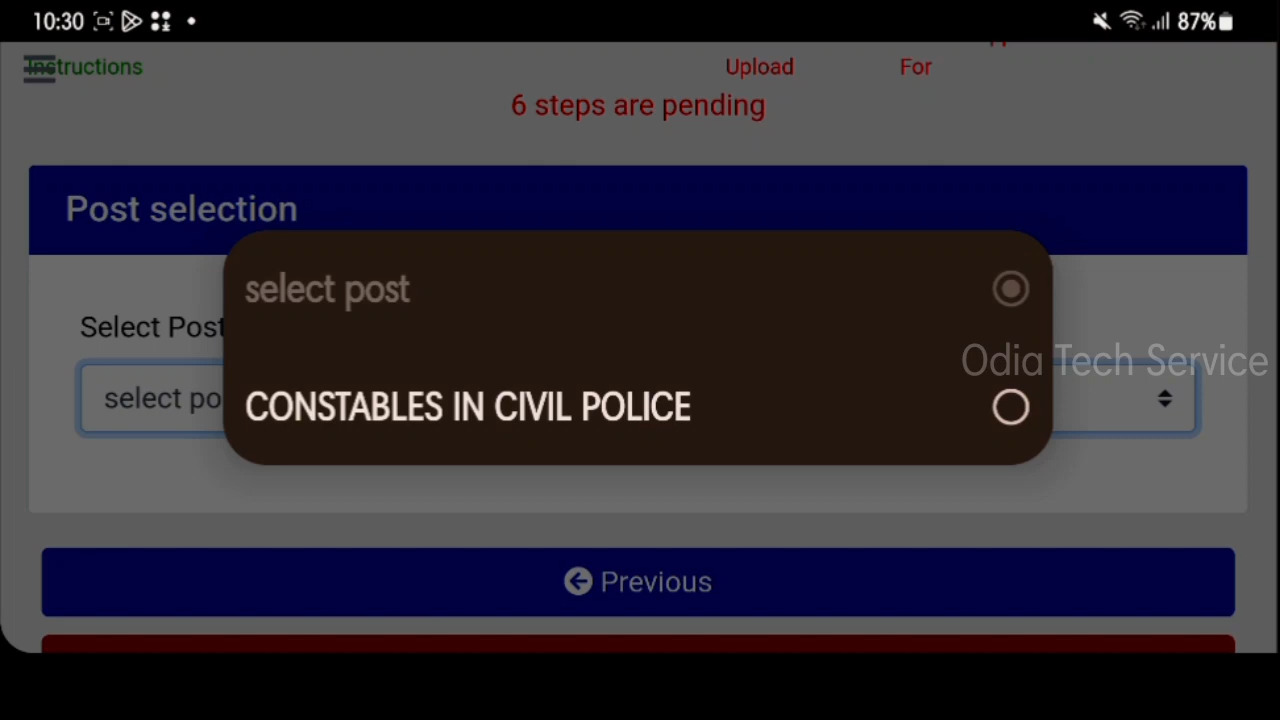 10:30
87%
Instructions
Upload
For
6 steps are pending
Post selection
select post
Select Post
Odia Tech Service
select po
CONSTABLES IN CIVIL POLICE
Previous